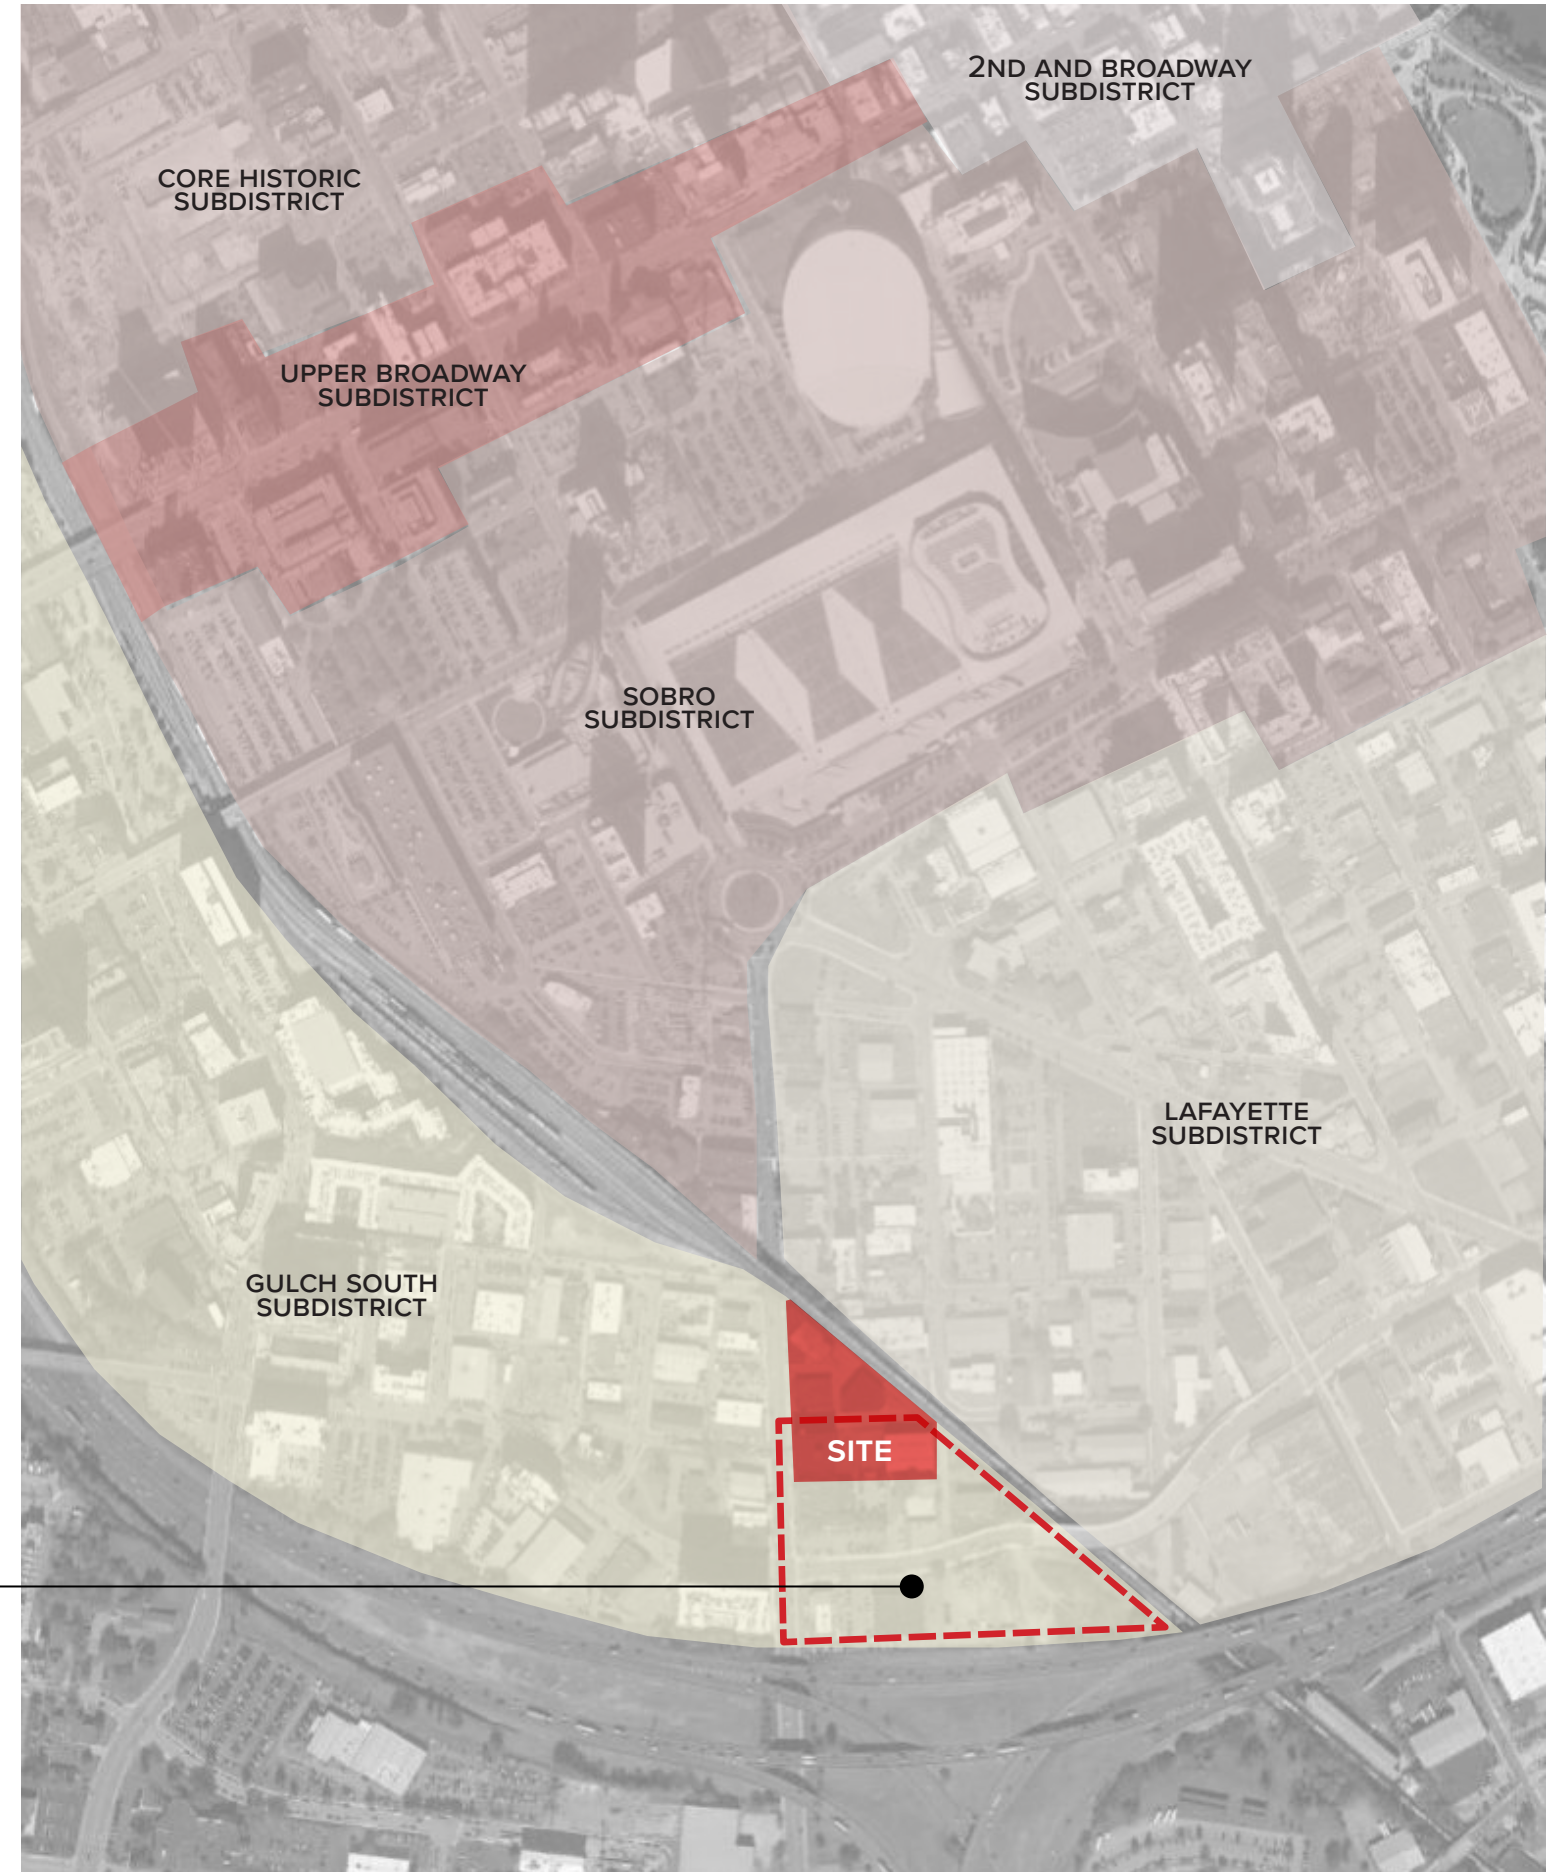 2ND AND BROADWAY
SUBDISTRICT
CORE HISTORIC
SUBDISTRICT
UPPER BROADWAY
SUBDISTRICT
SOBRO
SUBDISTRICT
LAFAYETTE
SUBDISTRICT
GULCH SOUTH
SUBDISTRICT
SITE